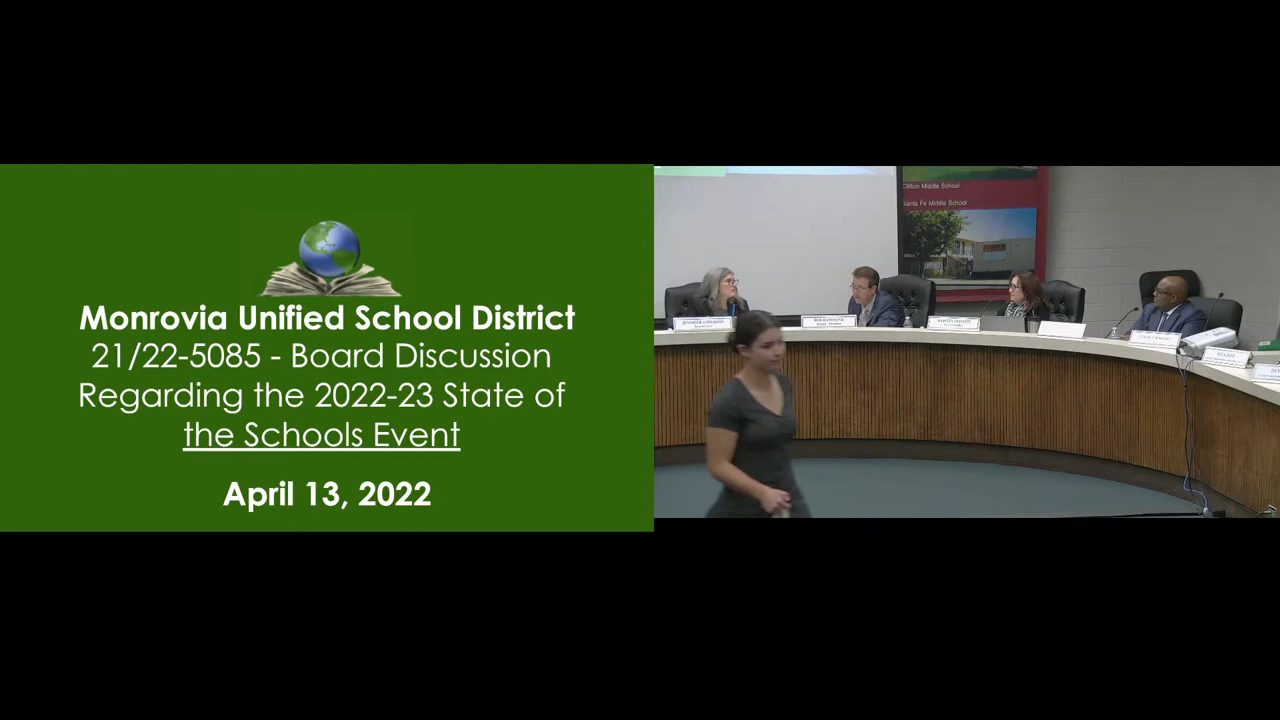 Monrovia Unified School District
21/22-5085 - Board Discussion
Regarding the 2022-23 State of
the Schools Event
April 13, 2022
Clifton Middle School
Santa Fe Middle School